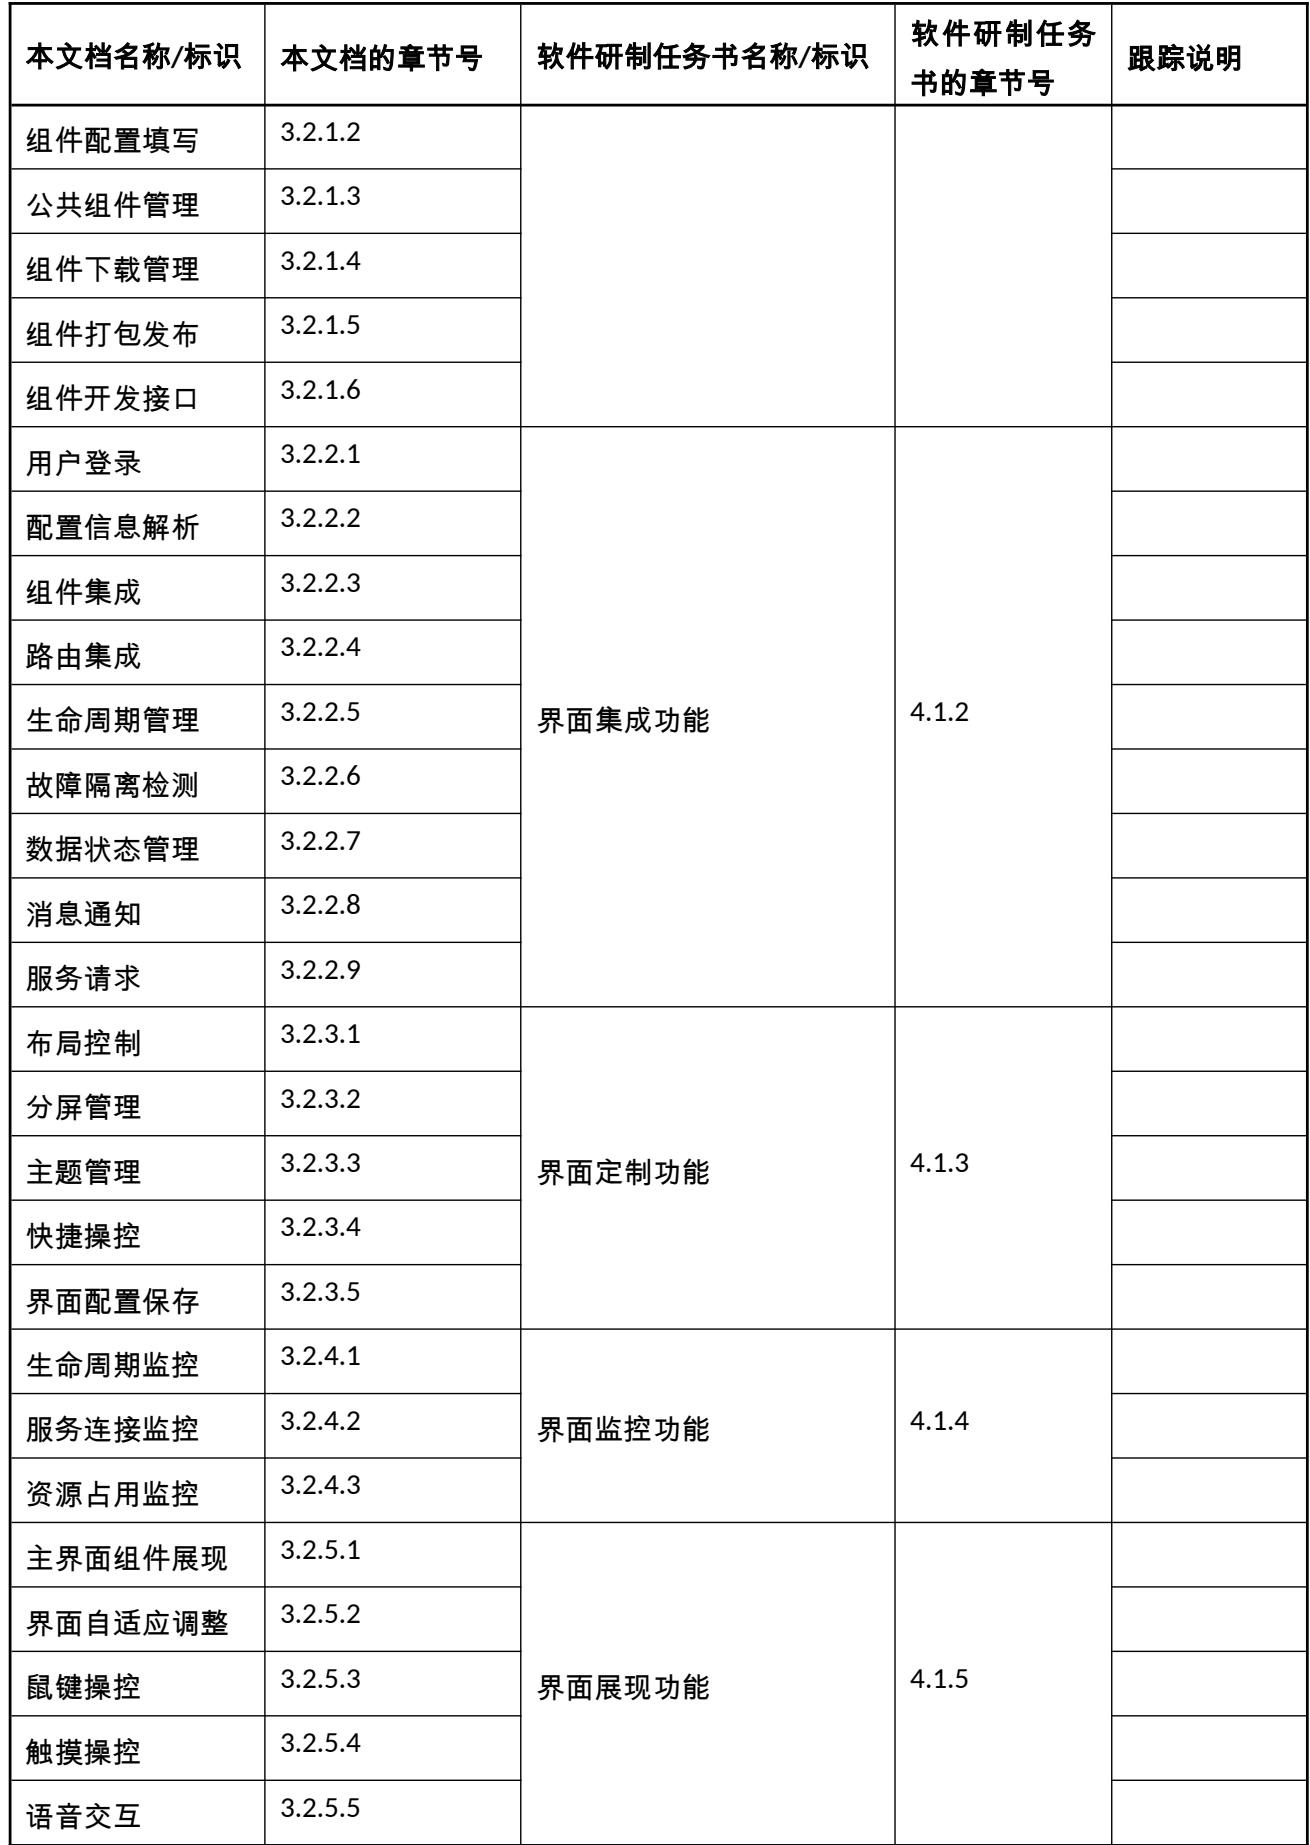 本文档名称/标识 本文档的章节号 软件研制任务书名称/标识 软件研制任务书的章节号 跟踪说明
组件配置填写 3.2.1.2
公共组件管理 3.2.1.3
组件下载管理 3.2.1.4
组件打包发布 3.2.1.5
组件开发接口 3.2.1.6
用户登录 3.2.2.1
配置信息解析 3.2.2.2
组件集成 3.2.2.3
路由集成 3.2.2.4
生命周期管理 3.2.2.5 界面集成功能 4.1.2
故障隔离检测 3.2.2.6
数据状态管理 3.2.2.7
消息通知 3.2.2.8
服务请求 3.2.2.9
布局控制 3.2.3.1
分屏管理 3.2.3.2
主题管理 3.2.3.3 界面定制功能 4.1.3
快捷操控 3.2.3.4
界面配置保存 3.2.3.5
生命周期监控 3.2.4.1
服务连接监控 3.2.4.2 界面监控功能 4.1.4
资源占用监控 3.2.4.3
主界面组件展现 3.2.5.1
界面自适应调整 3.2.5.2
鼠键操控 3.2.5.3 界面展现功能 4.1.5
触摸操控 3.2.5.4
语音交互 3.2.5.5